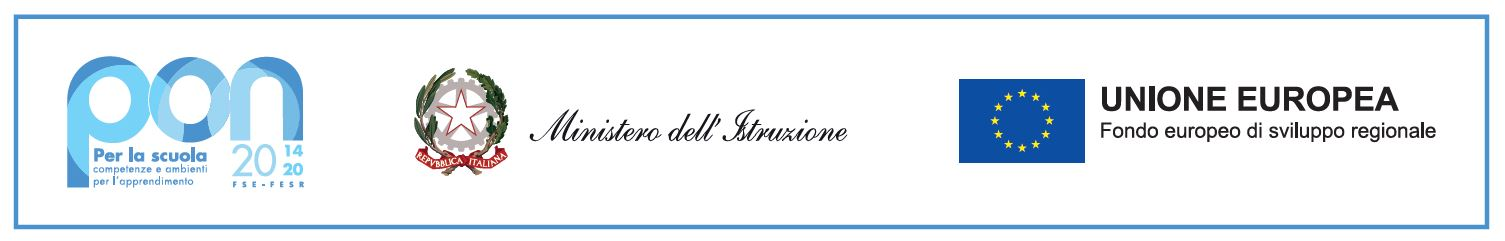 pon
Per la scuola
competenze e ambienti
per l'apprendimento
20 14
20
FSE-FESR
REPVBBLICA ITALIANA
Ministero dell'Istruzione
UNIONE EUROPEA
Fondo europeo di sviluppo regionale